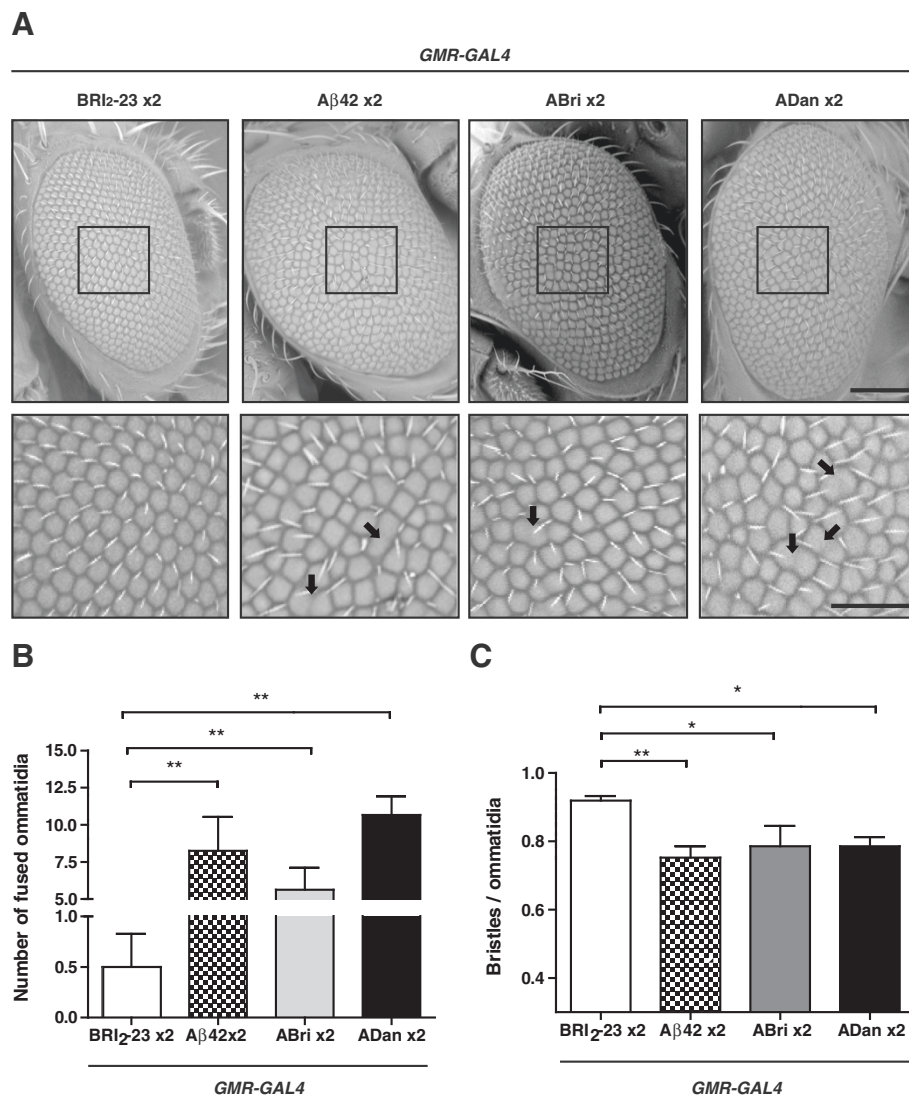 A
GMR-GAL4
BRI2-23 x2
Aβ42 x2
ABri x2
ADan x2
B
**
**
**
15.0
12.5
10.0
7.5
5.0
1.0
0.5
0.0
Number of fused ommatidia
BRI2-23 x2
Aβ42x2
ABri x2
ADan x2
GMR-GAL4
C
*
*
**
1.0
0.8
0.6
0.4
Bristles / ommatidia
BRI2-23 x2
Aβ42 x2
ABri x2
ADan x2
GMR-GAL4